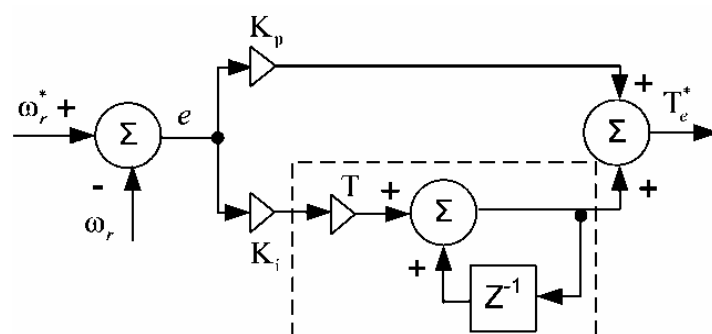 K_p
ω_r^* +
Σ
e
+
T_e^*
Σ
-
ω_r
K_i
T
+
Σ
+
+
Z^-1